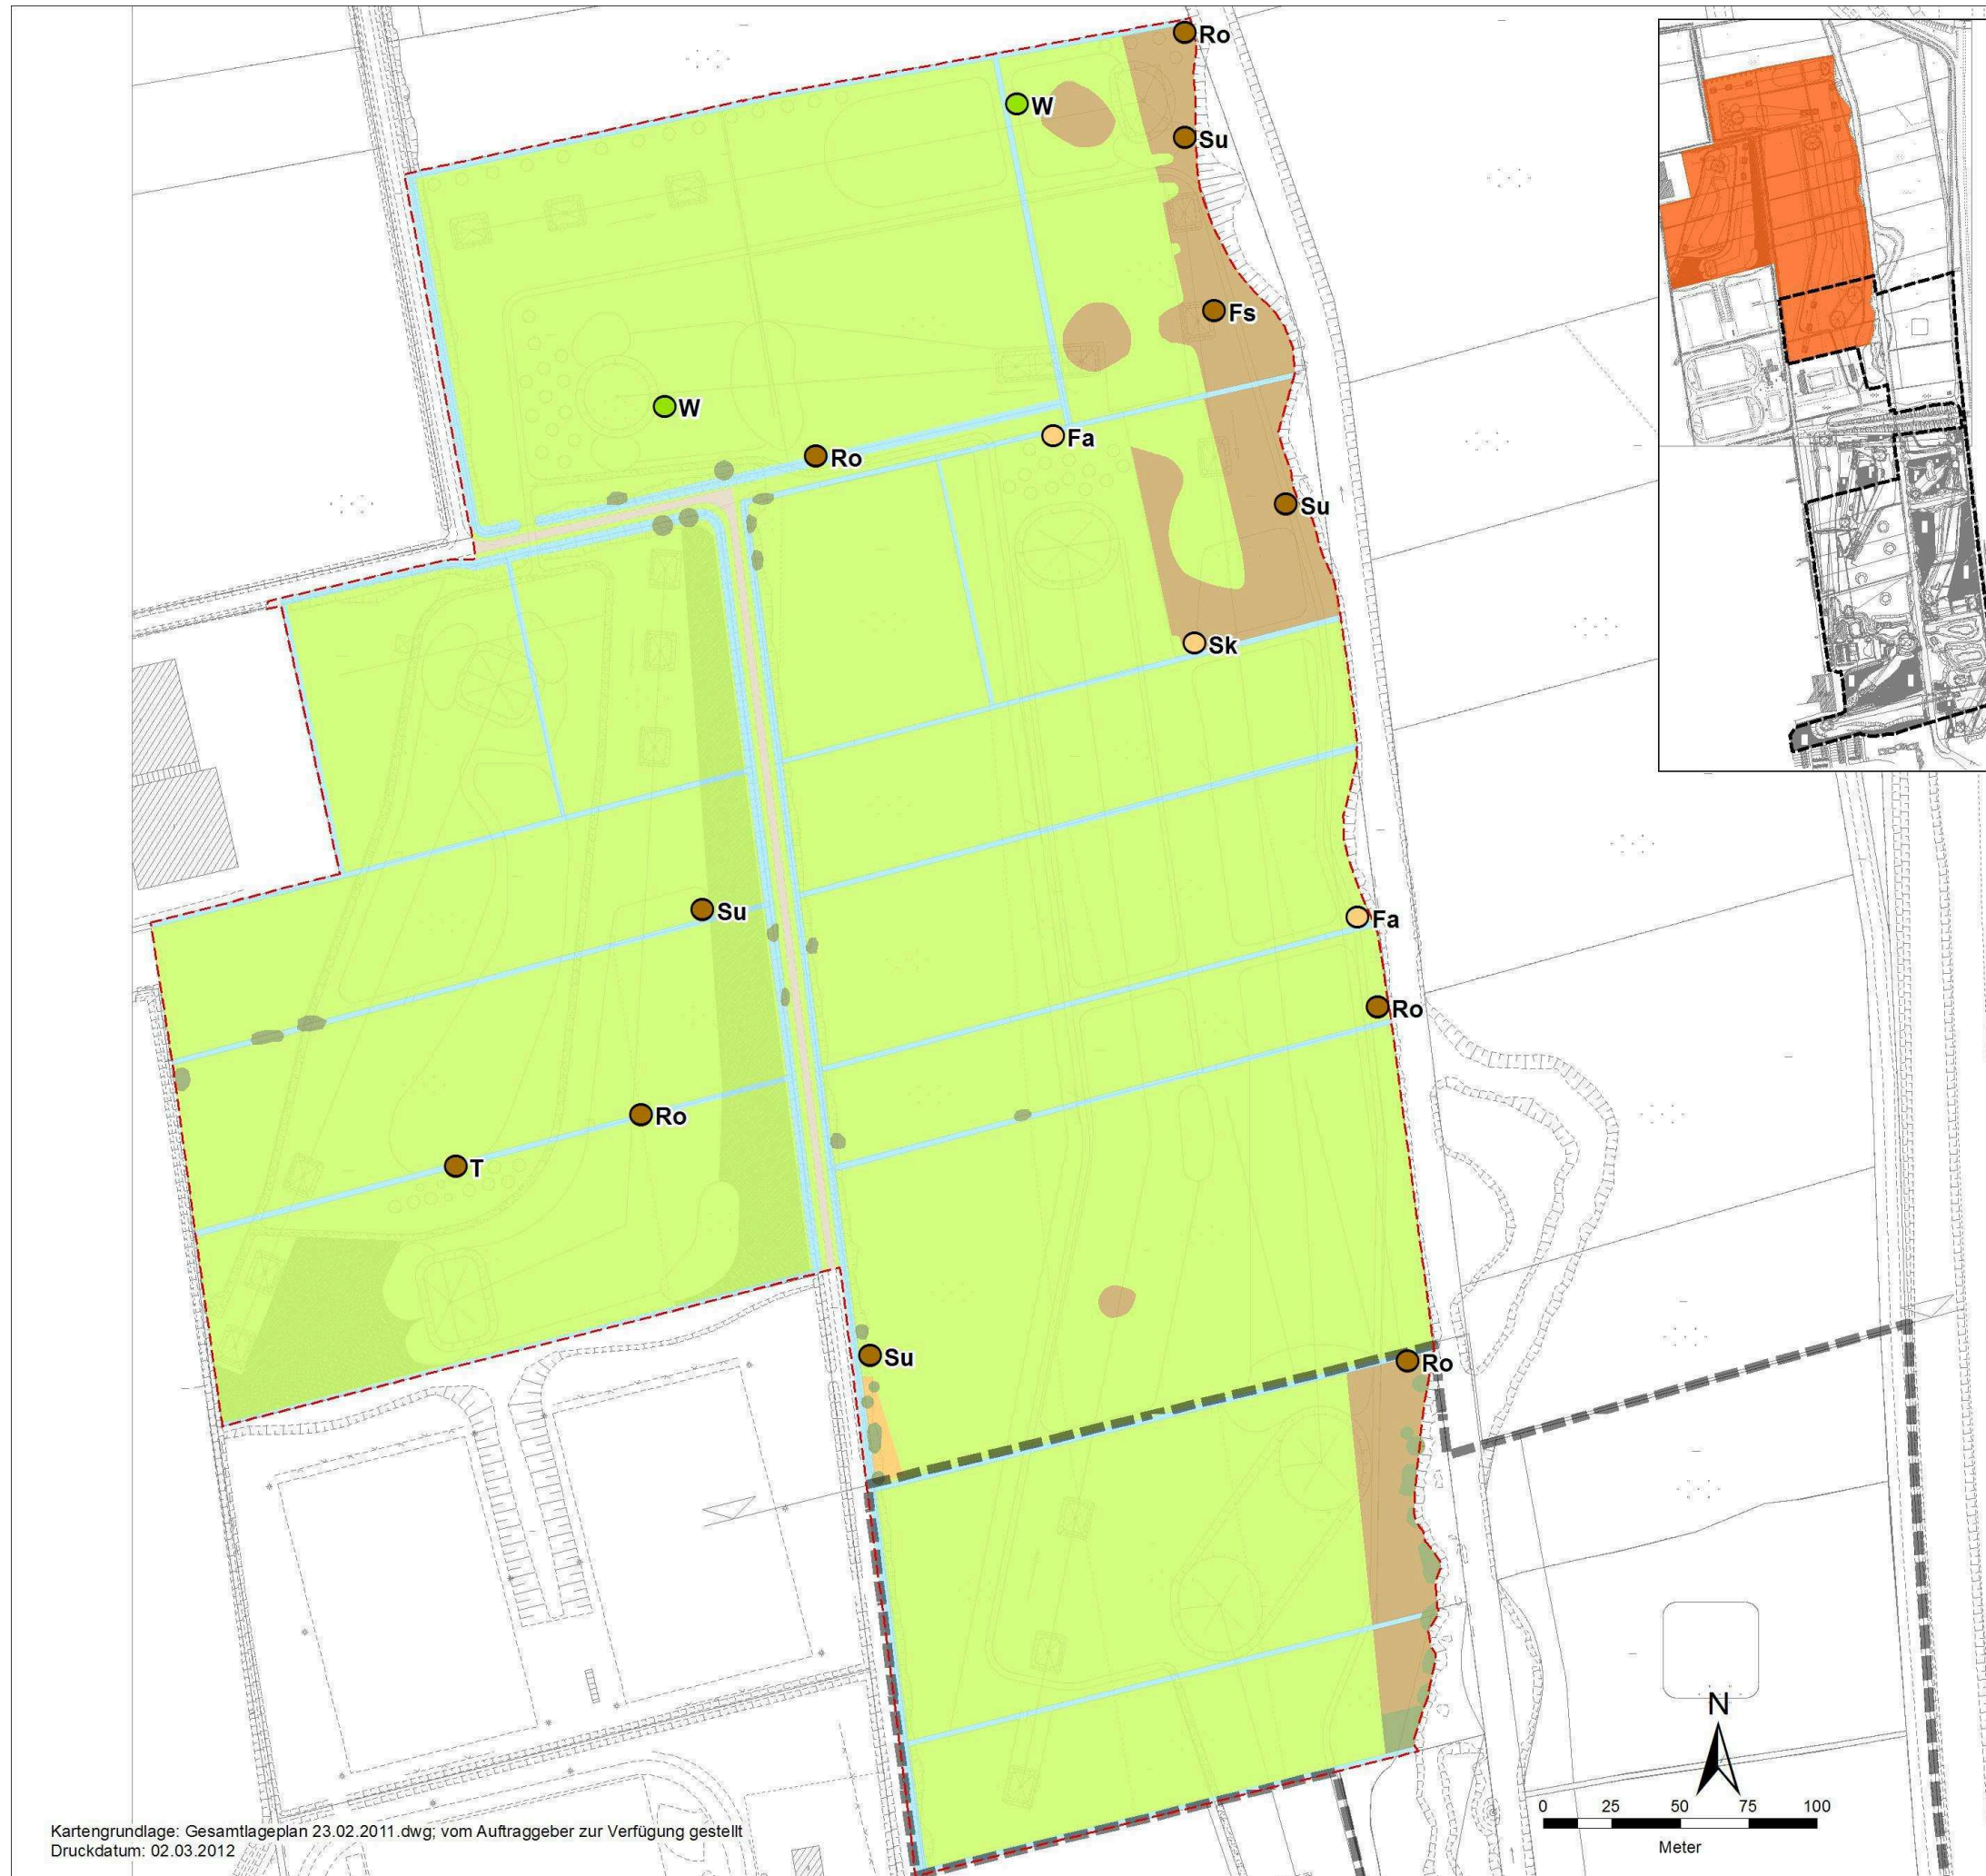 Ro
W
Su
Fs
W
Fa
Ro
Su
Sk
Su
Fa
Ro
Ro
T
Su
Ro
N
0 25 50 75 100
Meter
Kartengrundlage: Gesamtlageplan 23.02.2011.dwg; vom Auftraggeber zur Verfügung gestellt
Druckdatum: 02.03.2012